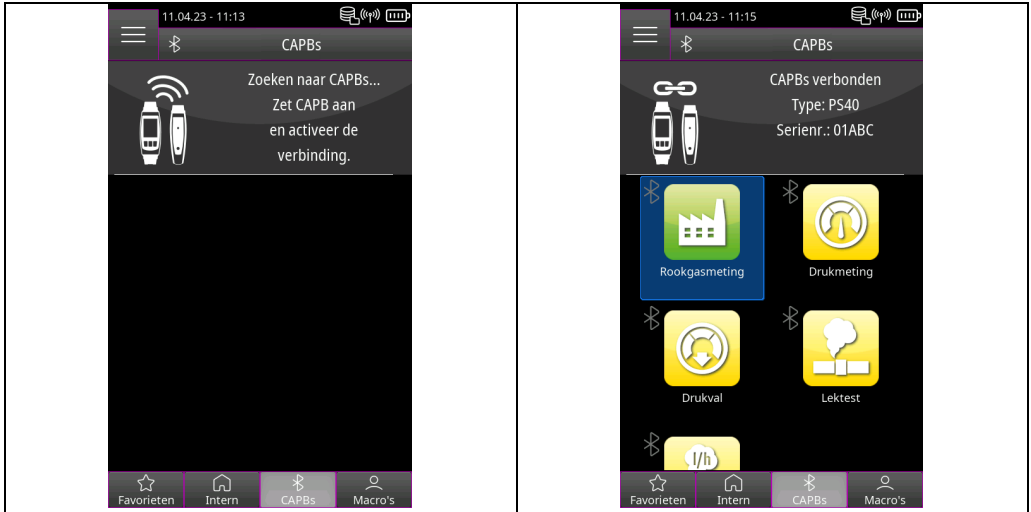 11.04.23 - 11:13
CAPBs
Zoeken naar CAPBs...
Zet CAPB aan
en activeer de
verbinding.
Favorieten Intern CAPBs Macro's
11.04.23 - 11:15
CAPBs
CAPBs verbonden
Type: PS40
Serienr.: 01ABC
Rookgasmeting Drukmeting
Drukval Lektest
l/h
Favorieten Intern CAPBs Macro's